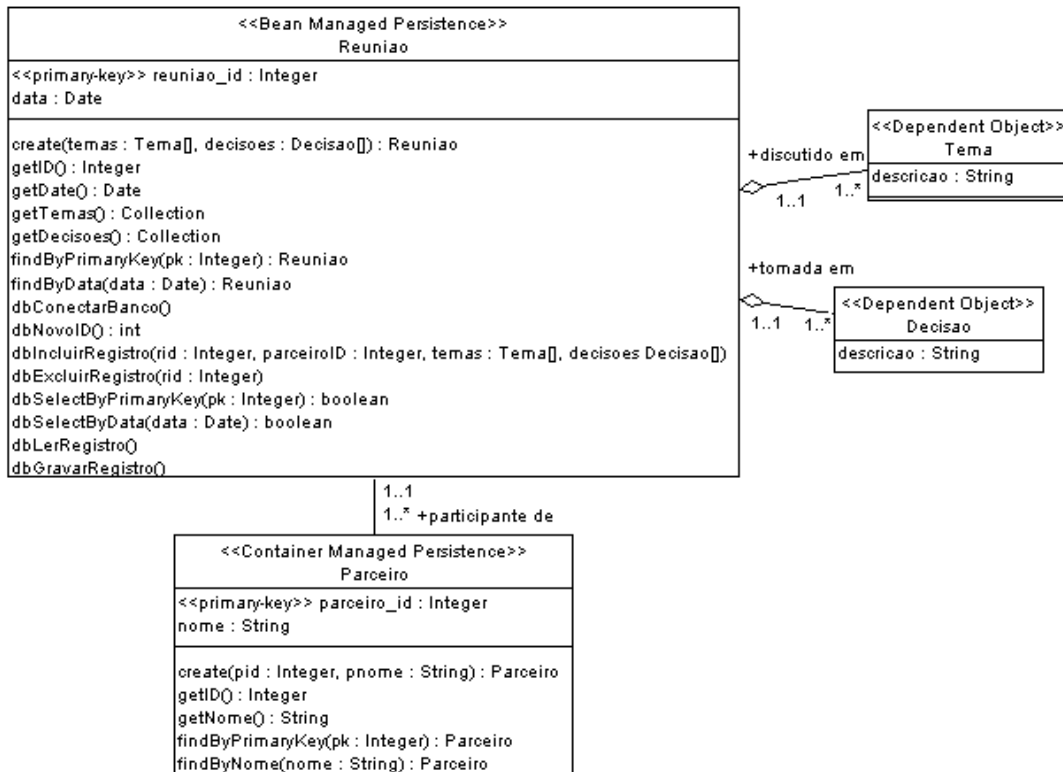 <<Bean Managed Persistence>>
Reuniao
<<primary-key>> reuniao_id : Integer
data : Date
create(temas : Tema[], decisoes : Decisao[]) : Reuniao
getID() : Integer
getDate() : Date
getTemas() : Collection
getDecisoes() : Collection
findByPrimaryKey(pk : Integer) : Reuniao
findByData(data : Date) : Reuniao
dbConectarBanco()
dbNovoID() : int
dbIncluirRegistro(rid : Integer, parceiroID : Integer, temas : Tema[], decisoes Decisao[])
dbExcluirRegistro(rid : Integer)
dbSelectByPrimaryKey(pk : Integer) : boolean
dbSelectByData(data : Date) : boolean
dbLerRegistro()
dbGravarRegistro()
+discutido em
1..1
1..*
<<Dependent Object>>
Tema
descricao : String
+tomada em
1..1
1..*
<<Dependent Object>>
Decisao
descricao : String
1..1
1..* +participante de
<<Container Managed Persistence>>
Parceiro
<<primary-key>> parceiro_id : Integer
nome : String
create(pid : Integer, pnome : String) : Parceiro
getID() : Integer
getNome() : String
findByPrimaryKey(pk : Integer) : Parceiro
findByNome(nome : String) : Parceiro